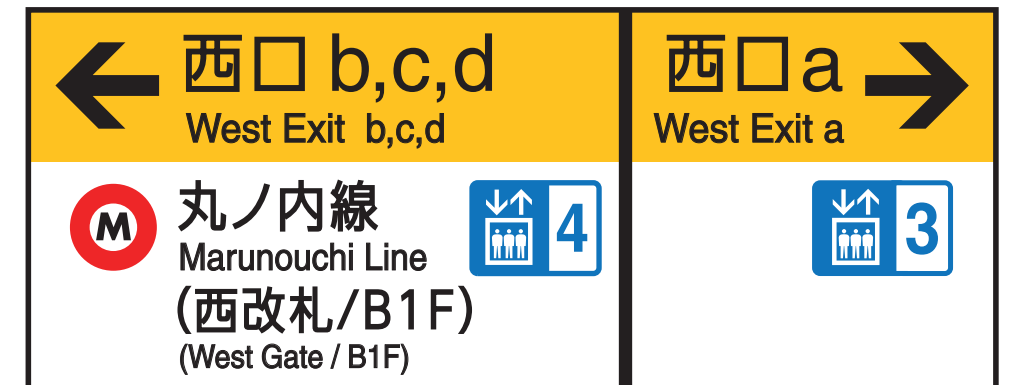 西口 b,c,d
West Exit b,c,d
M
丸ノ内線
Marunouchi Line
4
(西改札/B1F)
(West Gate / B1F)
西口a
West Exit a
3